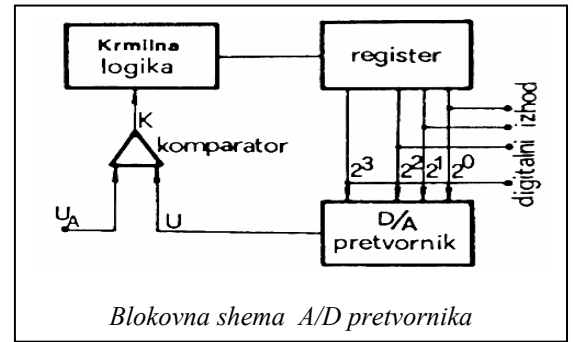 Krmilna
logika
register
K
komparator
2³ 2² 2¹ 2⁰
digitalni izhod
U_A
U
D/A
pretvornik
Blokovna shema A/D pretvornika